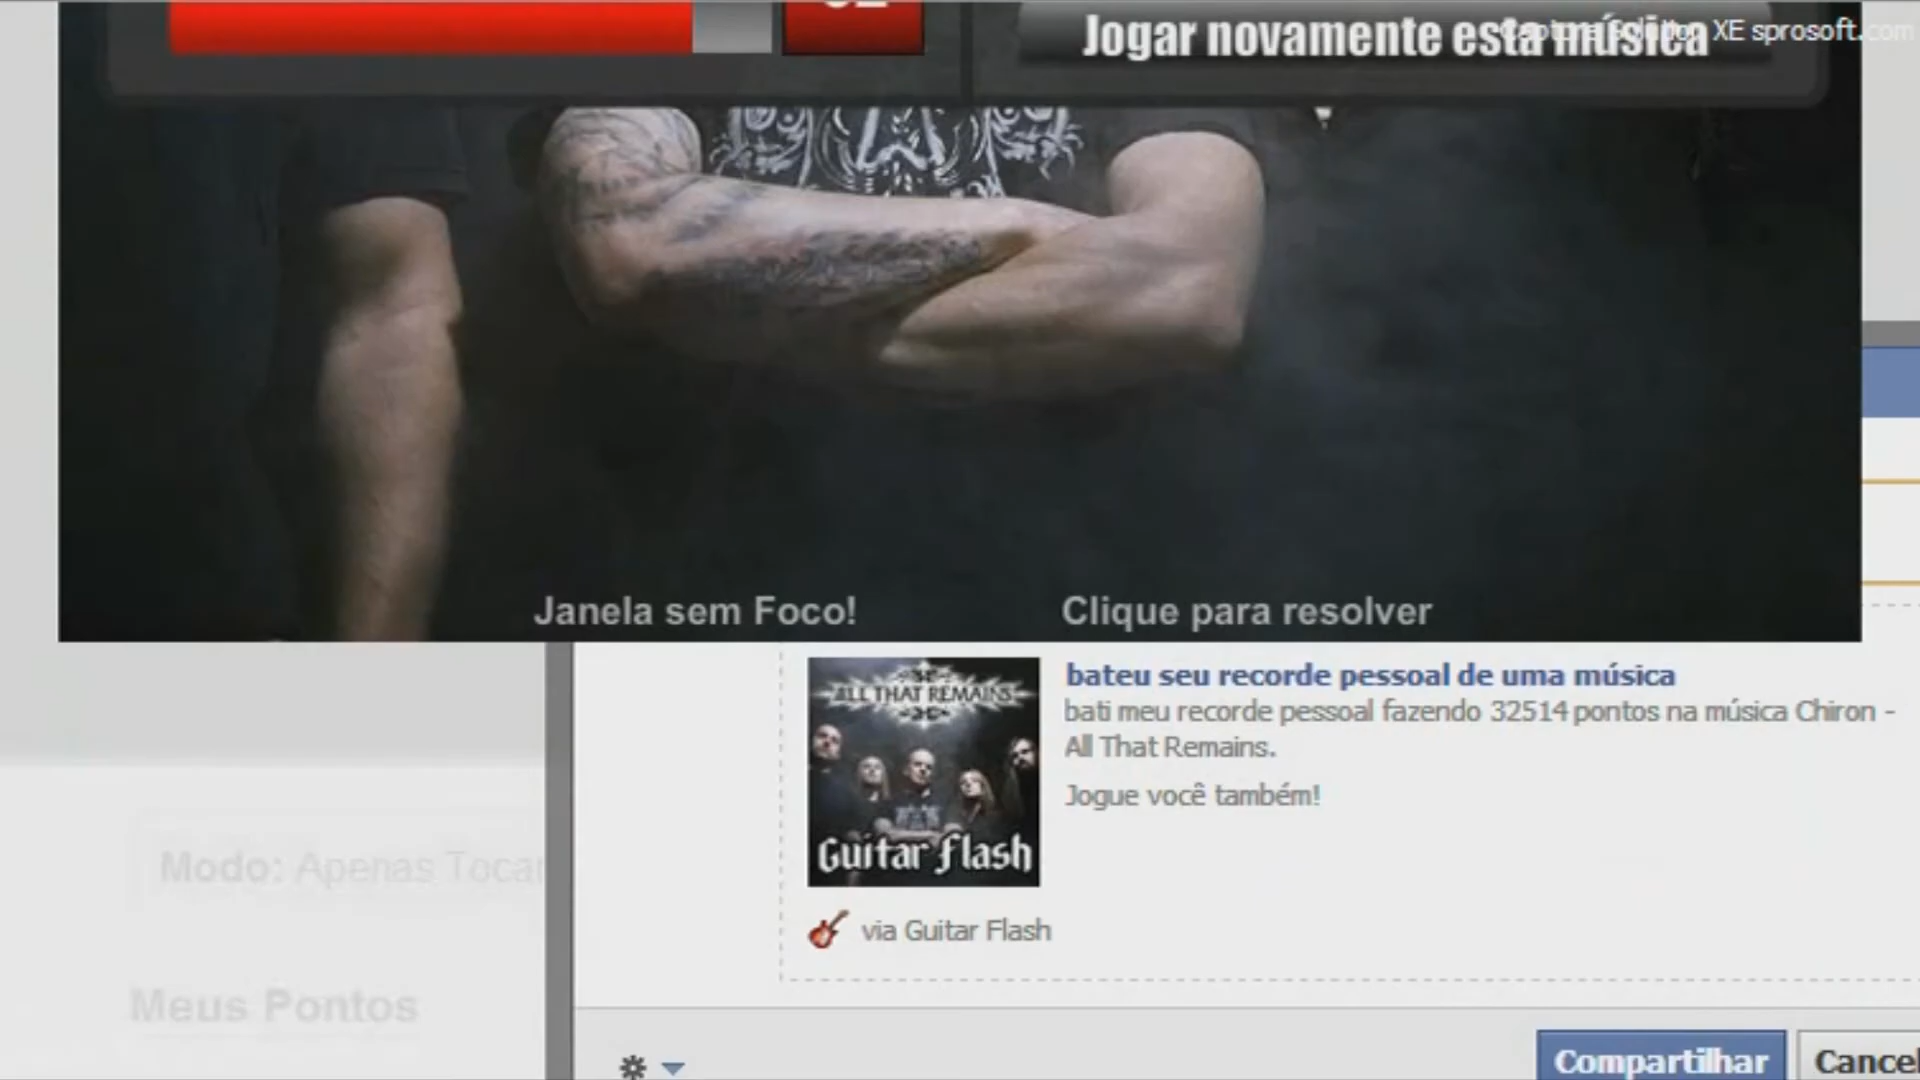 Jogar novamente esta música
XE sprosoft.com
Janela sem Foco!
Clique para resolver
ALL THAT REMAINS
Guitar Flash
bateu seu recorde pessoal de uma música
bati meu recorde pessoal fazendo 32514 pontos na música Chiron -
All That Remains.
Jogue você também!
via Guitar Flash
Modo: Apenas Tocar
Meus Pontos
Compartilhar
Cancel